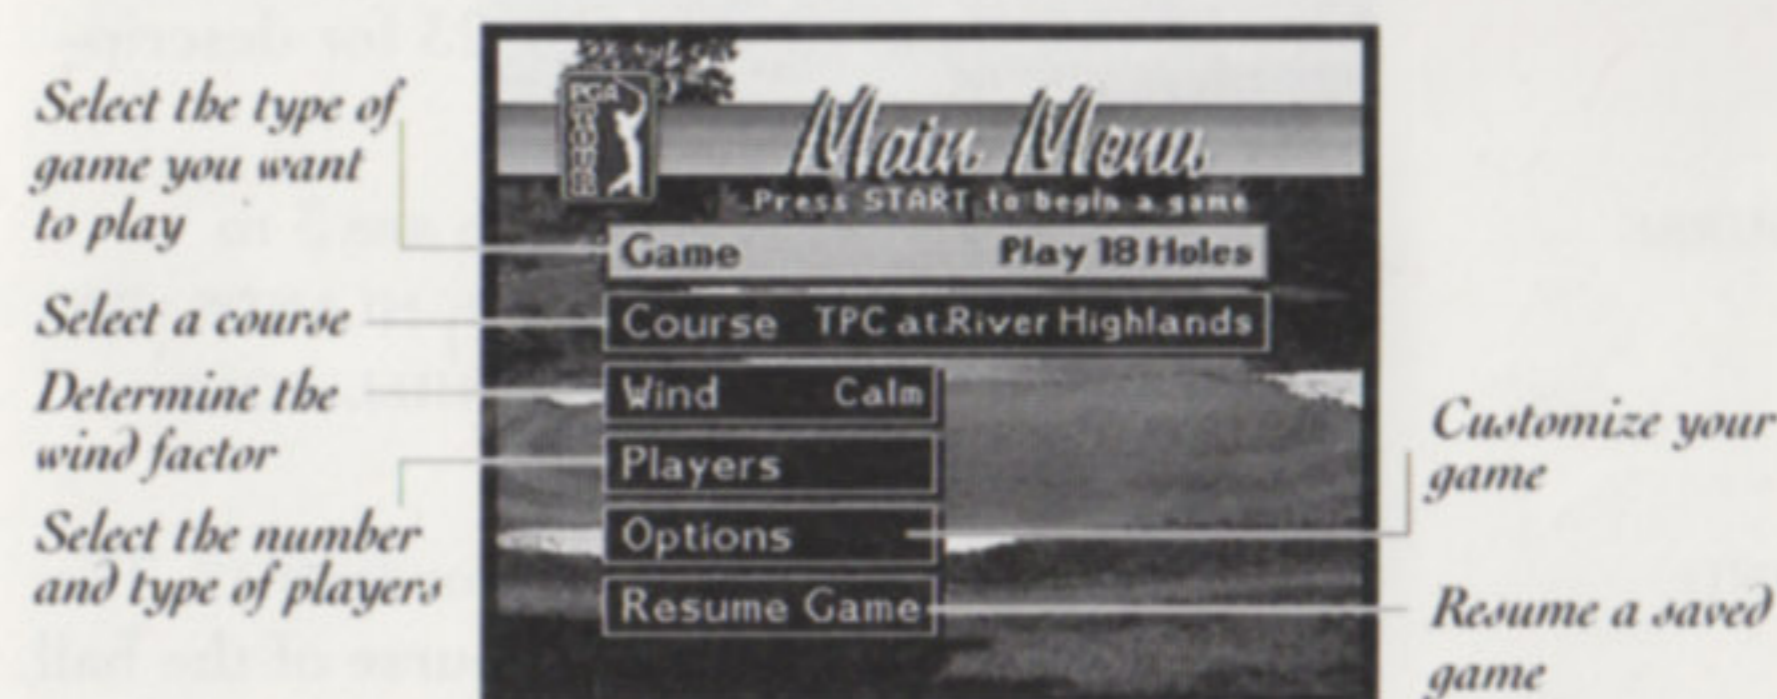 Select the type of
game you want
to play
Select a course
Determine the
wind factor
Select the number
and type of players
PGA
TOUR
Main Menu
Press START to begin a game
Game Play 18 Holes
Course TPC at River Highlands
Wind Calm
Players
Options
Resume Game
Customize your
game
Resume a saved
game